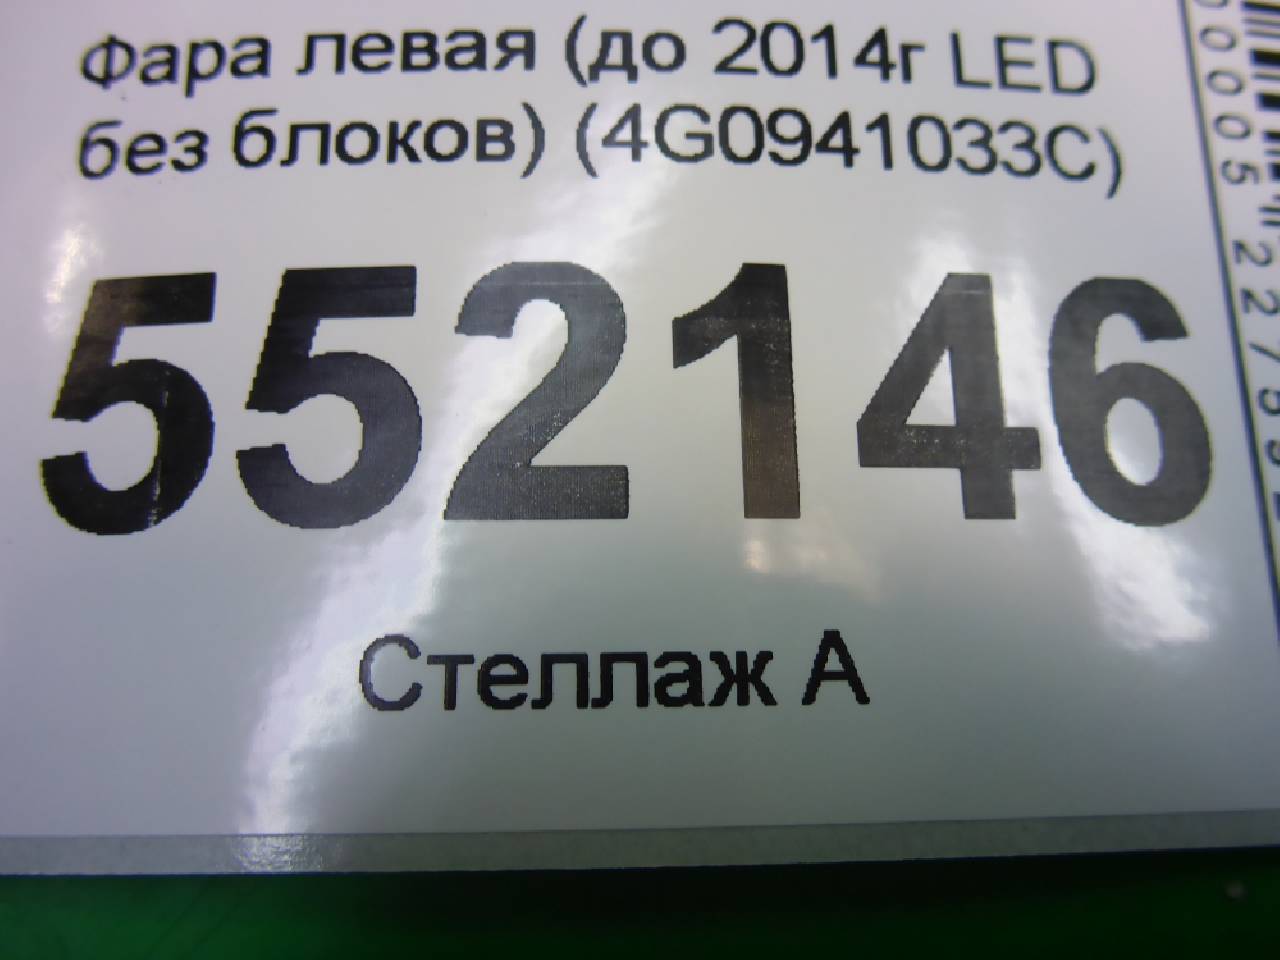 Фара левая (до 2014г LED
без блоков) (4G0941033C)
552146
Стеллаж А